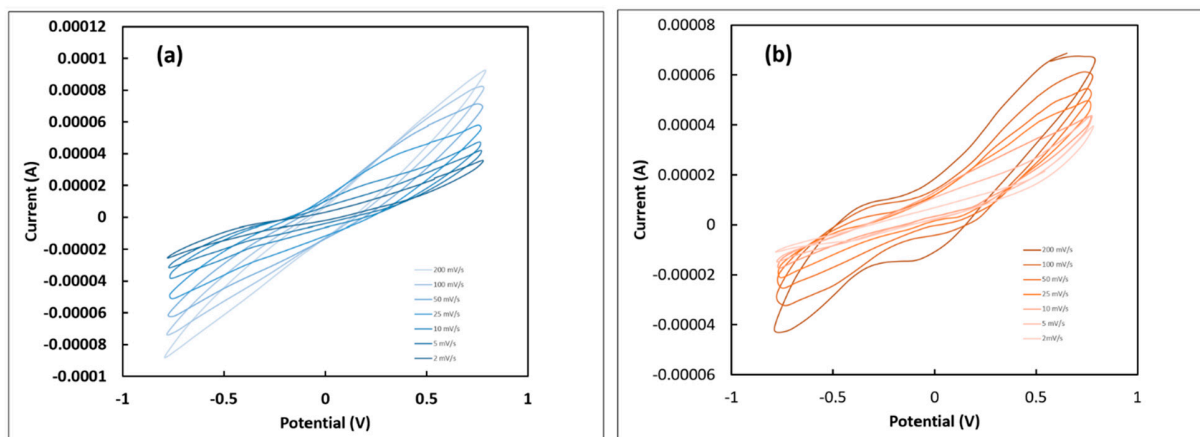 (a)
0.00012
0.0001
0.00008
0.00006
0.00004
0.00002
0
-0.00002
-0.00004
-0.00006
-0.00008
-0.0001
Current (A)
200 mV/s
100 mV/s
50 mV/s
25 mV/s
10 mV/s
5 mV/s
2 mV/s
-1 -0.5 0 0.5 1
Potential (V)
(b)
0.00008
0.00006
0.00004
0.00002
0
-0.00002
-0.00004
-0.00006
Current (A)
200 mV/s
100 mV/s
50 mV/s
25 mV/s
10 mV/s
5 mV/s
2mV/s
-1 -0.5 0 0.5 1
Potential (V)